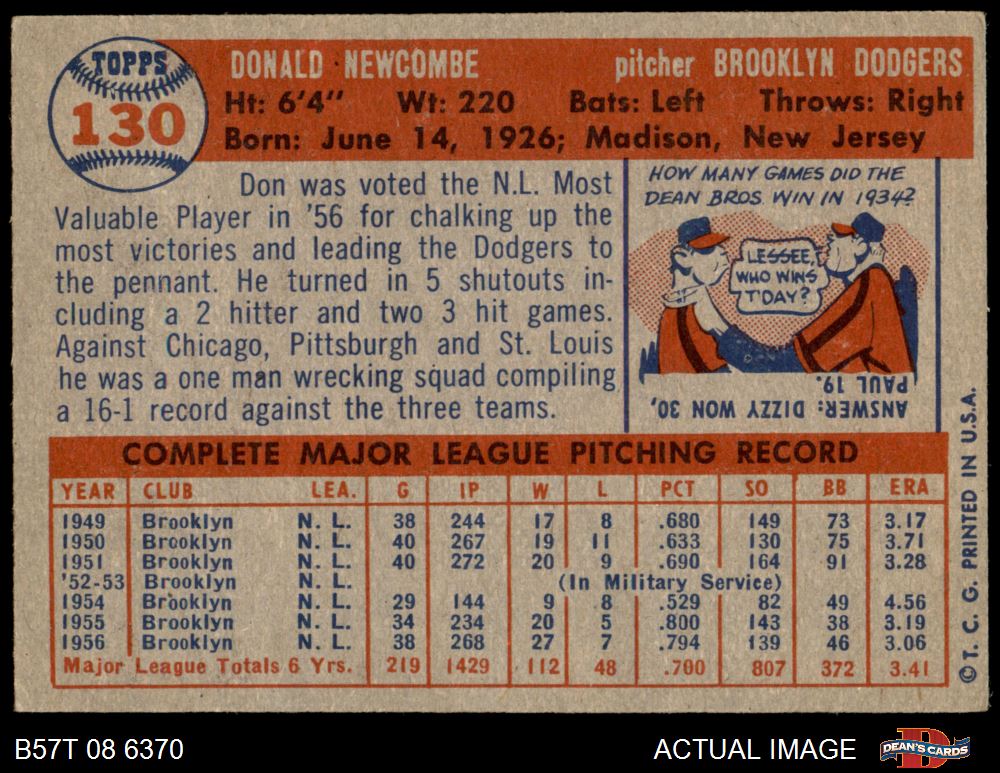 TOPPS
130
DONALD NEWCOMBE pitcher BROOKLYN DODGERS
Ht: 6'4" Wt: 220 Bats: Left Throws: Right
Born: June 14, 1926; Madison, New Jersey
Don was voted the N.L. Most
Valuable Player in '56 for chalking up the
most victories and leading the Dodgers to
the pennant. He turned in 5 shutouts in-
cluding a 2 hitter and two 3 hit games.
Against Chicago, Pittsburgh and St. Louis
he was a one man wrecking squad compiling
a 16-1 record against the three teams.
HOW MANY GAMES DID THE
DEAN BROS. WIN IN 1934?
LESSEE,
WHO WINS
T'DAY?
ANSWER: DIZZY WON 30,
PAUL 19.
COMPLETE MAJOR LEAGUE PITCHING RECORD
YEAR CLUB LEA. G IP W L PCT SO BB ERA
1949 Brooklyn N. L. 38 244 17 8 .680 149 73 3.17
1950 Brooklyn N. L. 40 267 19 11 .633 130 75 3.71
1951 Brooklyn N. L. 40 272 20 9 .690 164 91 3.28
'52-53 Brooklyn N. L. (In Military Service)
1954 Brooklyn N. L. 29 144 9 8 .529 82 49 4.56
1955 Brooklyn N. L. 34 234 20 5 .800 143 38 3.19
1956 Brooklyn N. L. 38 268 27 7 .794 139 46 3.06
Major League Totals 6 Yrs. 219 1429 112 48 .700 807 372 3.41
© T. C. G. PRINTED IN U.S.A.
B57T 08 6370
ACTUAL IMAGE
DEAN'S CARDS